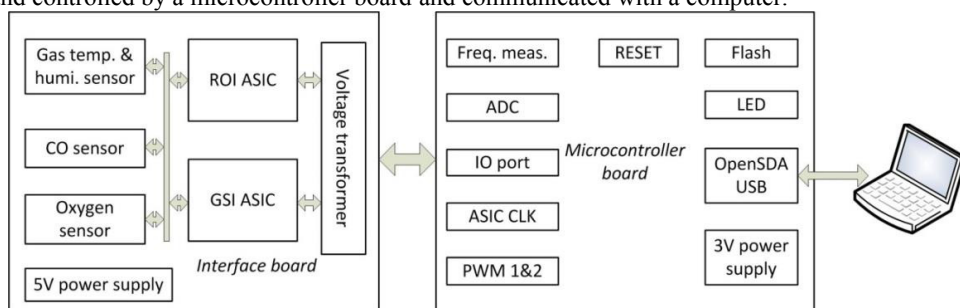 nd controlled by a microcontroller board and communicated with a computer.
Gas temp. &
humi. sensor
CO sensor
Oxygen
sensor
5V power supply
ROI ASIC
GSI ASIC
Interface board
Voltage transformer
Freq. meas.
ADC
IO port
ASIC CLK
PWM 1&2
RESET
Microcontroller
board
Flash
LED
OpenSDA
USB
3V power
supply